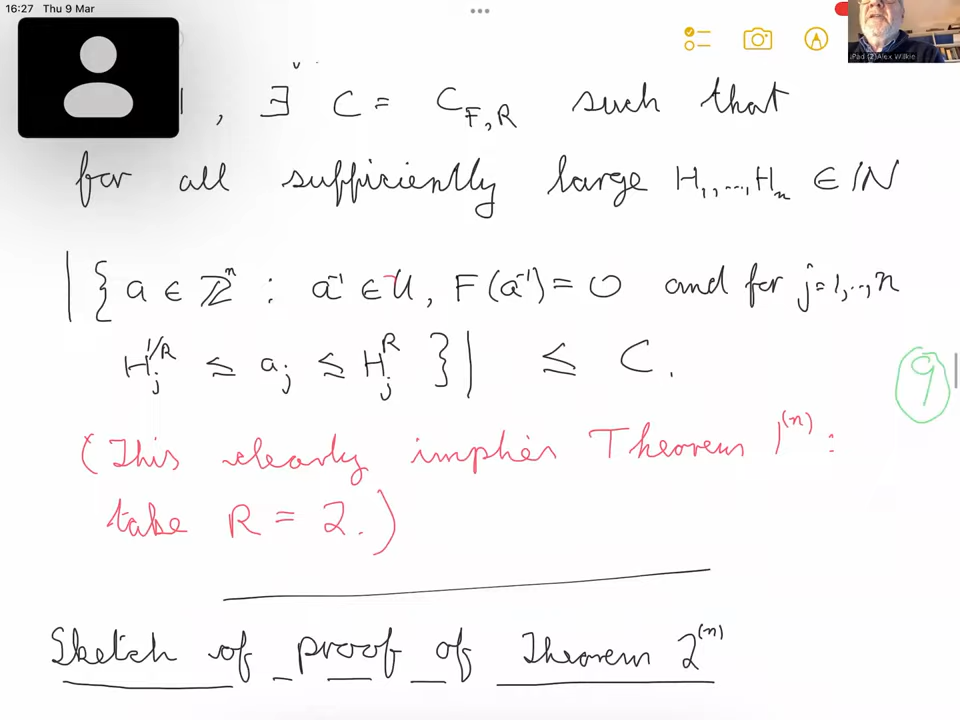 16:27 Thu 9 Mar
Pad (2)Alex Wilkie
1 , ∃ C = C_{F,R} such that
for all sufficiently large H_1,...,H_n ∈ ℕ
|{a ∈ ℤ^n : a^{-1} ∈ U, F(a^{-1}) = 0 and for j=1,..,n
H_j^{1/R} ≤ a_j ≤ H_j^R }| ≤ C.
9
(This clearly implies Theorem 1^{(n)}:
take R = 2.)
Sketch of proof of Theorem 2^{(n)}